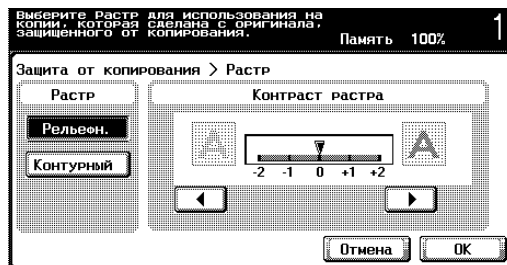 Выберите Растр для использования на
копии, которая сделана с оригинала,
защищенного от копирования.
Память 100% 1
Защита от копирования > Растр
Растр
Контраст растра
Рельефн.
Контурный
A A
-2 -1 0 +1 +2
Отмена OK